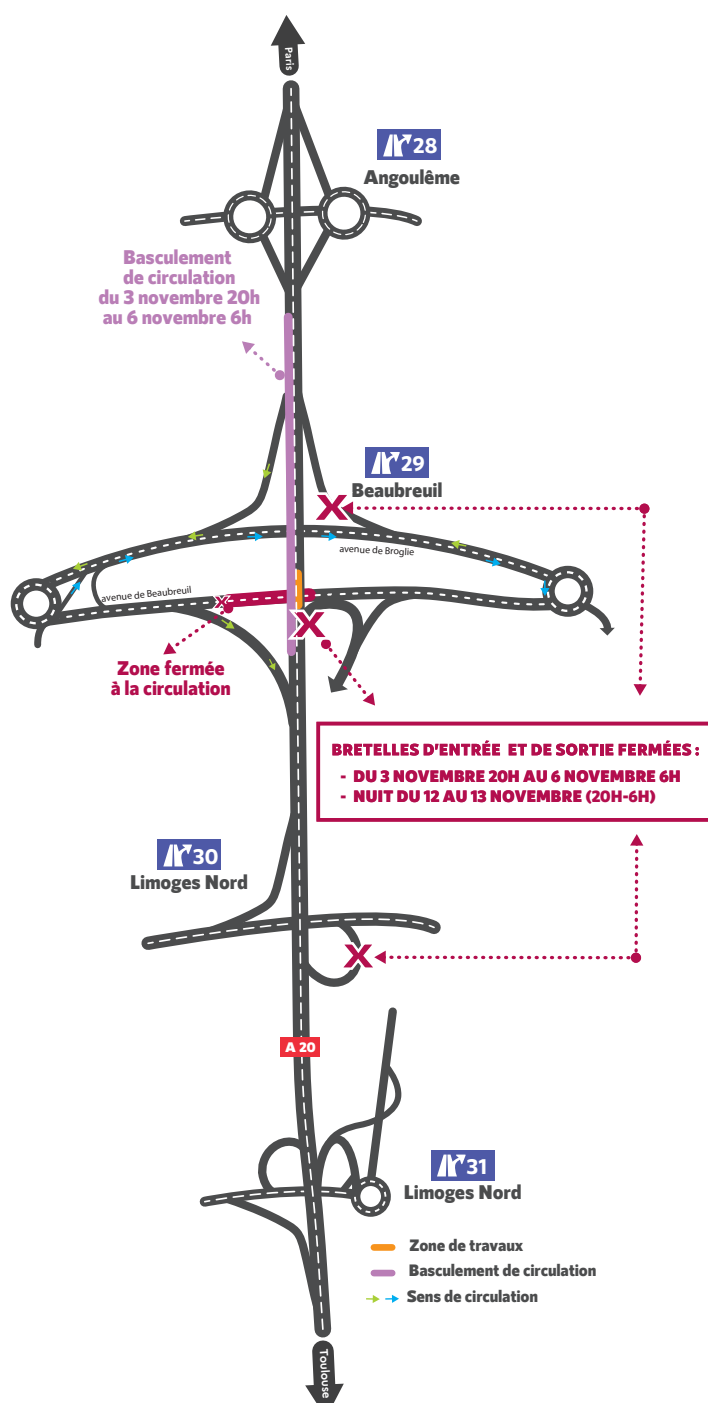 Paris
28
Angoulême
Basculement
de circulation
du 3 novembre 20h
au 6 novembre 6h
29
Beaubreuil
avenue de Broglie
avenue de Beaubreuil
Zone fermée
à la circulation
BRETELLES D'ENTRÉE ET DE SORTIE FERMÉES :
- DU 3 NOVEMBRE 20H AU 6 NOVEMBRE 6H
- NUIT DU 12 AU 13 NOVEMBRE (20H-6H)
30
Limoges Nord
A 20
31
Limoges Nord
Zone de travaux
Basculement de circulation
Sens de circulation
Toulouse